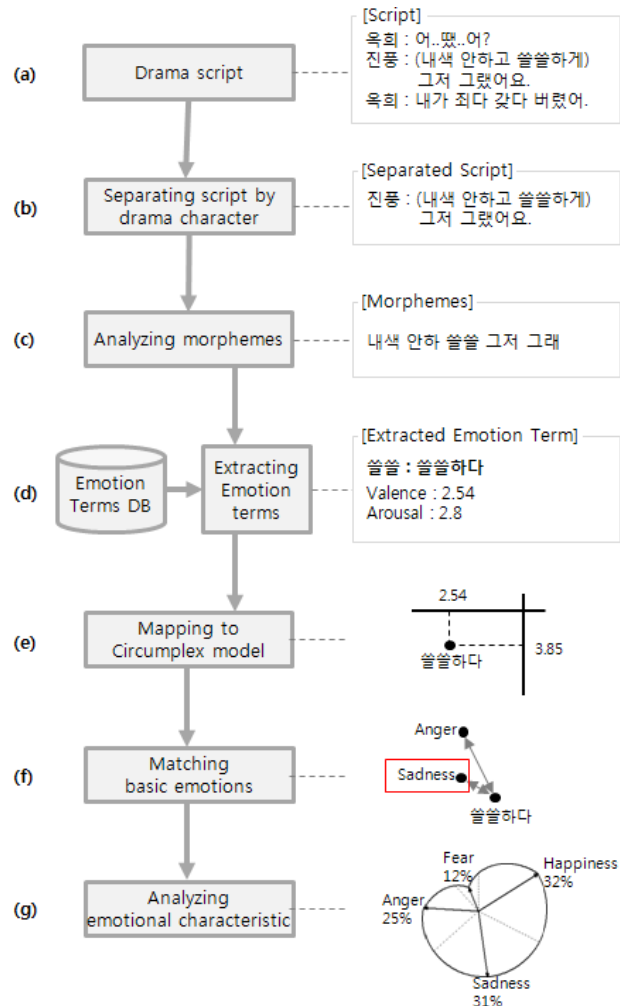 (a)
Drama script
[Script]
옥희 : 어..땠..어?
진풍 : (내색 안하고 쓸쓸하게)
그저 그랬어요.
옥희 : 내가 죄다 갖다 버렸어.
(b)
Separating script by
drama character
[Separated Script]
진풍 : (내색 안하고 쓸쓸하게)
그저 그랬어요.
(c)
Analyzing morphemes
[Morphemes]
내색 안하 쓸쓸 그저 그래
(d)
Emotion
Terms DB
Extracting
Emotion
terms
[Extracted Emotion Term]
쓸쓸 : 쓸쓸하다
Valence : 2.54
Arousal : 2.8
(e)
Mapping to
Circumplex model
2.54
3.85
쓸쓸하다
(f)
Matching
basic emotions
Anger
Sadness
쓸쓸하다
(g)
Analyzing
emotional characteristic
Fear
12%
Happiness
32%
Anger
25%
Sadness
31%